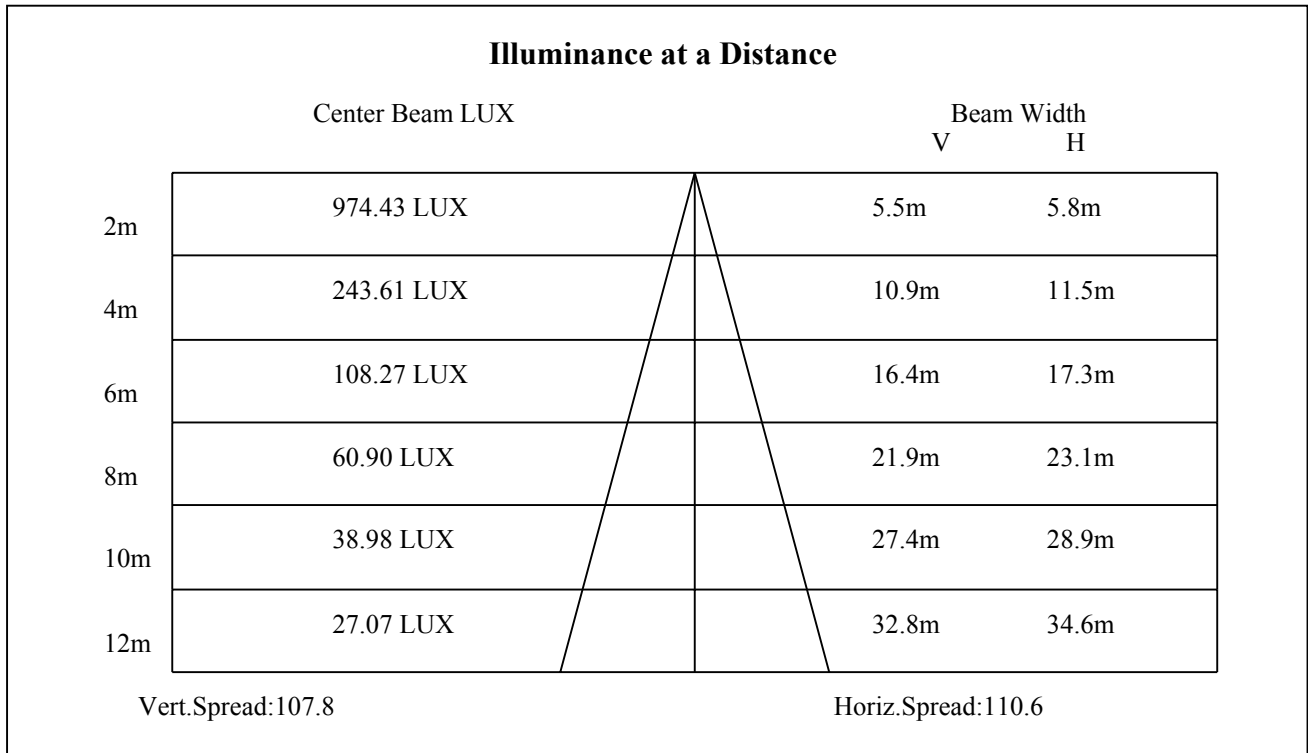 Illuminance at a Distance
Center Beam LUX Beam Width
V H
2m 974.43 LUX 5.5m 5.8m
4m 243.61 LUX 10.9m 11.5m
6m 108.27 LUX 16.4m 17.3m
8m 60.90 LUX 21.9m 23.1m
10m 38.98 LUX 27.4m 28.9m
12m 27.07 LUX 32.8m 34.6m
Vert.Spread:107.8 Horiz.Spread:110.6